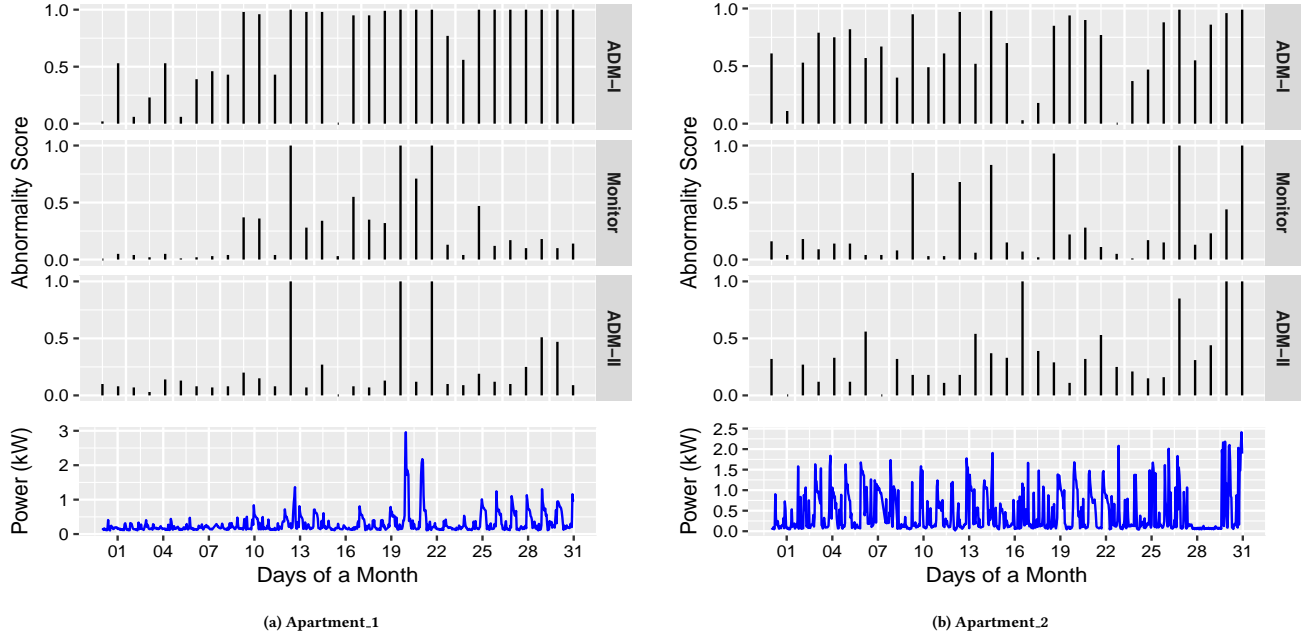 1.0
0.5
0.0
ADM-I
1.0
0.5
0.0
Monitor
1.0
0.5
0.0
ADM-II
Abnormality Score
3
2
1
0
Power (kW)
01 04 07 10 13 16 19 22 25 28 31
Days of a Month
(a) Apartment_1
1.0
0.5
0.0
ADM-I
1.0
0.5
0.0
Monitor
1.0
0.5
0.0
ADM-II
Abnormality Score
2.5
2.0
1.5
1.0
0.5
0.0
Power (kW)
01 04 07 10 13 16 19 22 25 28 31
Days of a Month
(b) Apartment_2